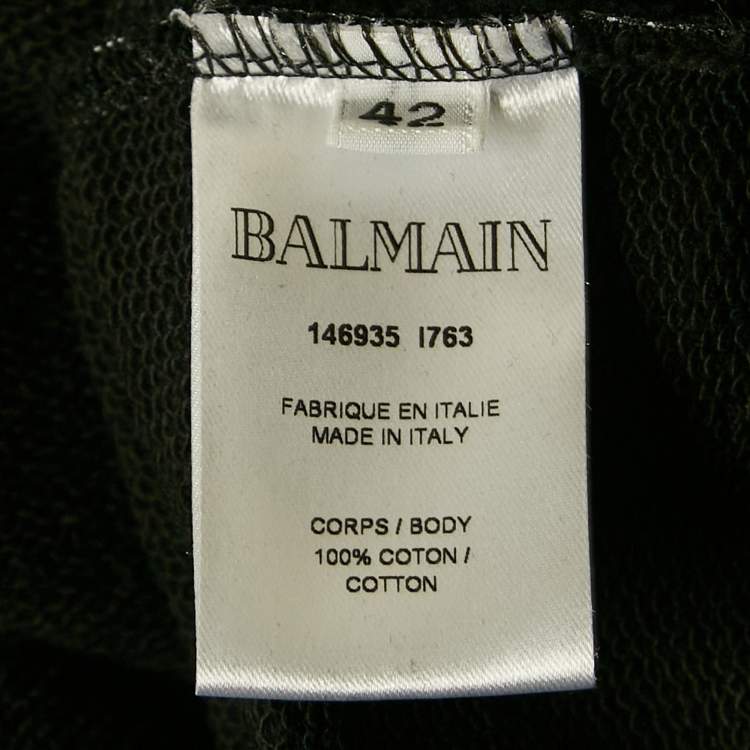 42
BALMAIN
146935 I763
FABRIQUE EN ITALIE
MADE IN ITALY
CORPS / BODY
100% COTON /
COTTON